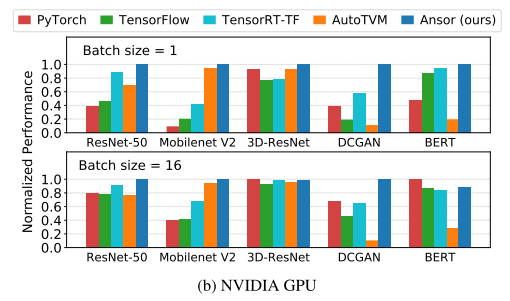 PyTorch TensorFlow TensorRT-TF AutoTVM Ansor (ours)
Normalized Performance
Batch size = 1
1.0
0.8
0.6
0.4
0.2
0.0
ResNet-50 Mobilenet V2 3D-ResNet DCGAN BERT
Batch size = 16
1.0
0.8
0.6
0.4
0.2
0.0
ResNet-50 Mobilenet V2 3D-ResNet DCGAN BERT
(b) NVIDIA GPU